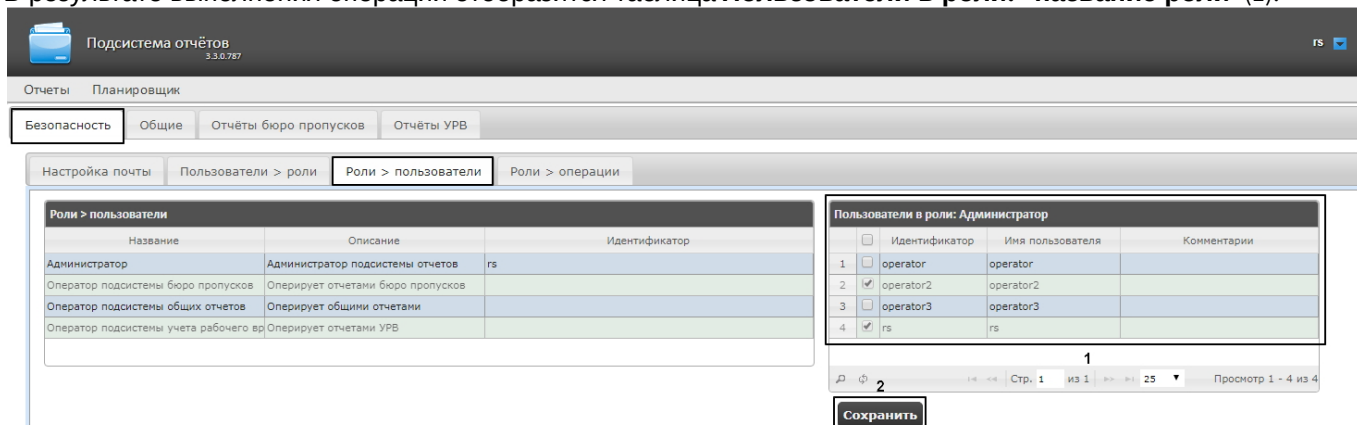 В результате выполнения операции отобразится таблица Пользователи в роли: "название роли" (1).
Подсистема отчётов
3.3.0.787
rs
Отчеты Планировщик
Безопасность Общие Отчёты бюро пропусков Отчёты УРВ
Настройка почты Пользователи > роли Роли > пользователи Роли > операции
Роли > пользователи
Название Описание Идентификатор
Администратор Администратор подсистемы отчетов rs
Оператор подсистемы бюро пропусков Оперирует отчетами бюро пропусков
Оператор подсистемы общих отчетов Оперирует общими отчетами
Оператор подсистемы учета рабочего вр Оперирует отчетами УРВ
Пользователи в роли: Администратор
Идентификатор Имя пользователя Комментарии
1 operator operator
2 operator2 operator2
3 operator3 operator3
4 rs rs
1
Стр. 1 из 1 25 Просмотр 1 - 4 из 4
2
Сохранить